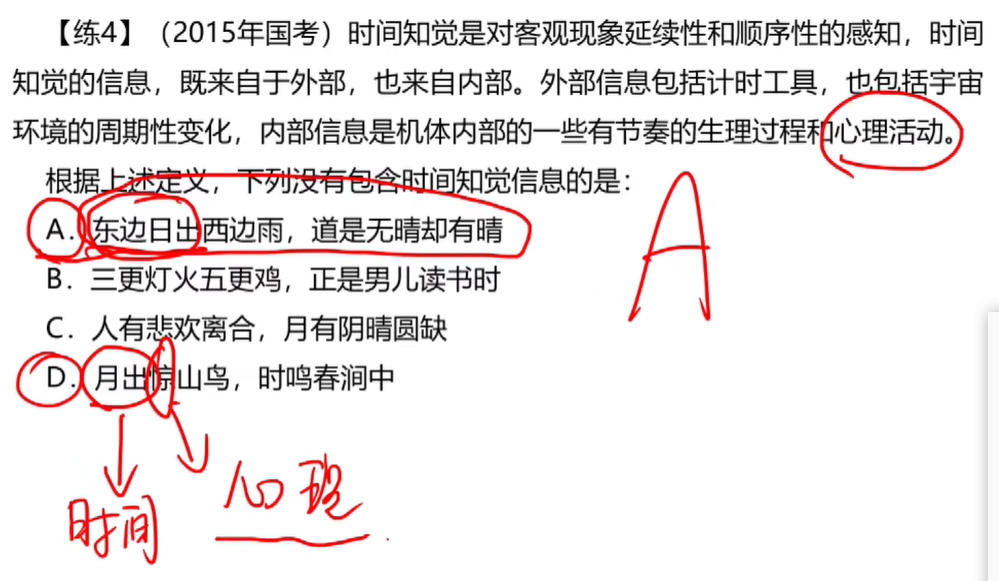 【练4】（2015年国考）时间知觉是对客观现象延续性和顺序性的感知，时间
知觉的信息，既来自于外部，也来自内部。外部信息包括计时工具，也包括宇宙
环境的周期性变化，内部信息是机体内部的一些有节奏的生理过程和心理活动。
根据上述定义，下列没有包含时间知觉信息的是：
A
A．东边日出西边雨，道是无晴却有晴
B．三更灯火五更鸡，正是男儿读书时
C．人有悲欢离合，月有阴晴圆缺
D．月出惊山鸟，时鸣春涧中
时间
心理